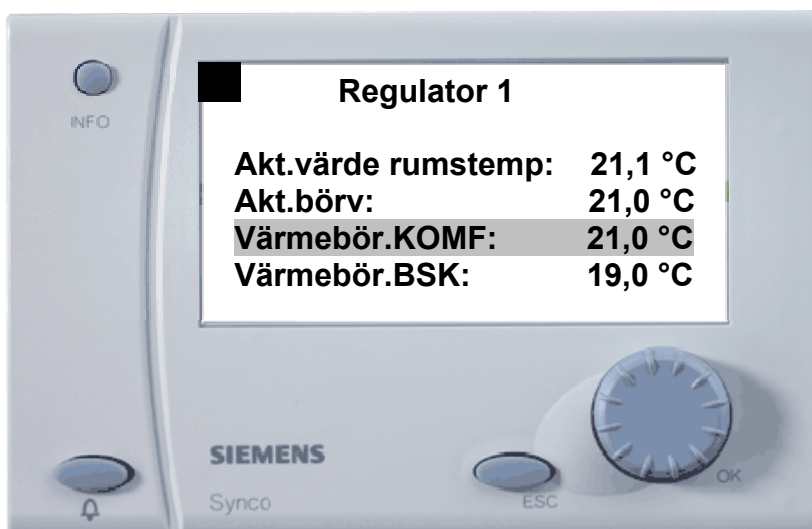 INFO
Regulator 1
Akt.värde rumstemp: 21,1 °C
Akt.börv: 21,0 °C
Värmebör.KOMF: 21,0 °C
Värmebör.BSK: 19,0 °C
SIEMENS
Synco
ESC
OK